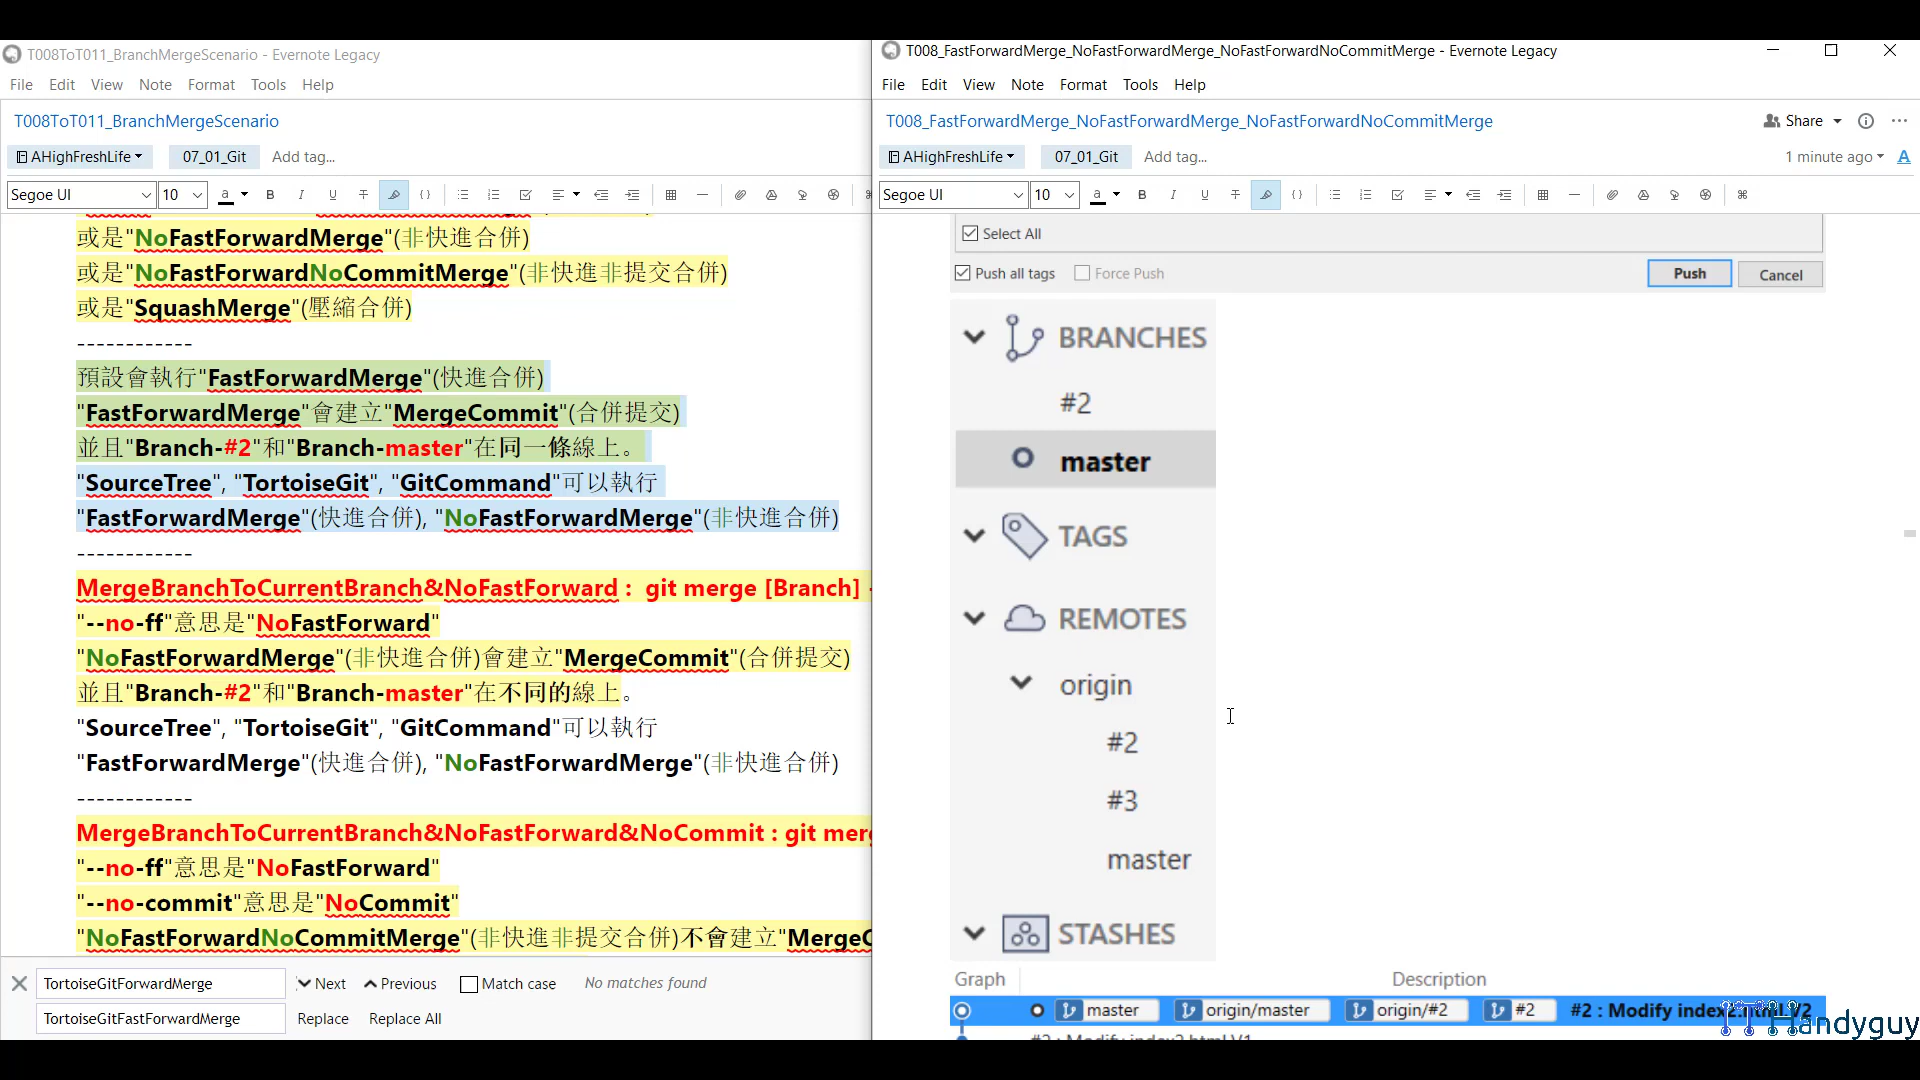 T008ToT011_BranchMergeScenario - Evernote Legacy
File Edit View Note Format Tools Help
T008ToT011_BranchMergeScenario
AHighFreshLife 07_01_Git Add tag...
Segoe UI 10
或是"NoFastForwardMerge"(非快進合併)
或是"NoFastForwardNoCommitMerge"(非快進非提交合併)
或是"SquashMerge"(壓縮合併)
------------
預設會執行"FastForwardMerge"(快進合併)
"FastForwardMerge"會建立"MergeCommit"(合併提交)
並且"Branch-#2"和"Branch-master"在同一條線上。
"SourceTree", "TortoiseGit", "GitCommand"可以執行
"FastForwardMerge"(快進合併), "NoFastForwardMerge"(非快進合併)
------------
MergeBranchToCurrentBranch&NoFastForward : git merge [Branch] -
"--no-ff"意思是"NoFastForward"
"NoFastForwardMerge"(非快進合併)會建立"MergeCommit"(合併提交)
並且"Branch-#2"和"Branch-master"在不同的線上。
"SourceTree", "TortoiseGit", "GitCommand"可以執行
"FastForwardMerge"(快進合併), "NoFastForwardMerge"(非快進合併)
------------
MergeBranchToCurrentBranch&NoFastForward&NoCommit : git merg
"--no-ff"意思是"NoFastForward"
"--no-commit"意思是"NoCommit"
"NoFastForwardNoCommitMerge"(非快進非提交合併)不會建立"MergeC
TortoiseGitForwardMerge Next Previous Match case No matches found
TortoiseGitFastForwardMerge Replace Replace All
T008_FastForwardMerge_NoFastForwardMerge_NoFastForwardNoCommitMerge - Evernote Legacy
File Edit View Note Format Tools Help
T008_FastForwardMerge_NoFastForwardMerge_NoFastForwardNoCommitMerge Share
AHighFreshLife 07_01_Git Add tag... 1 minute ago A
Segoe UI 10
Select All
Push all tags Force Push Push Cancel
BRANCHES
#2
master
TAGS
REMOTES
origin
#2
#3
master
STASHES
Graph Description
master origin/master origin/#2 #2 #2 : Modify index2.html V2
IT Handyguy